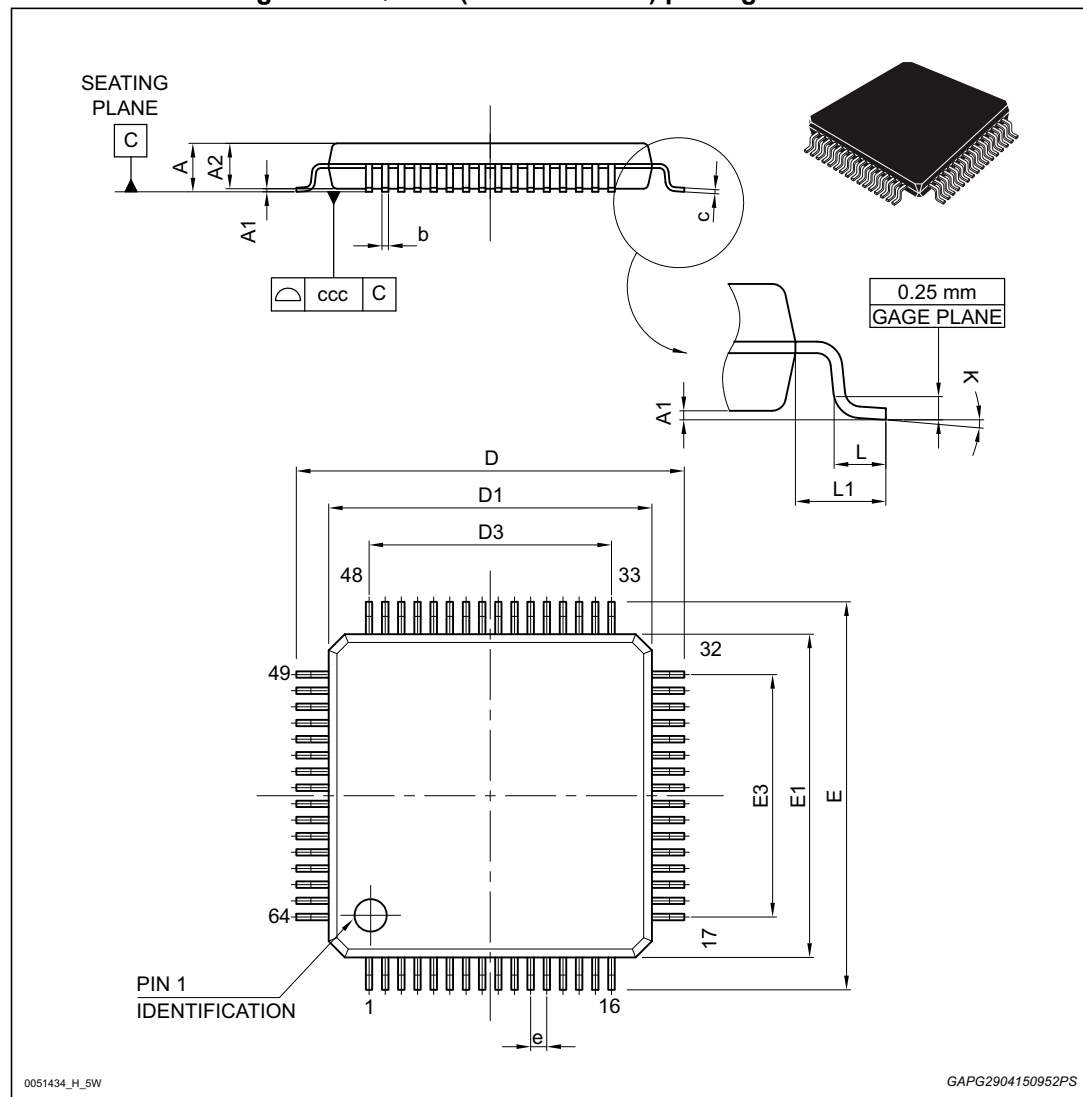 SEATING
PLANE
C
A
A2
A1
b
c
ccc C
0.25 mm
GAGE PLANE
K
A1
L
L1
D
D1
D3
48
33
32
49
E3
E1
E
64
17
PIN 1
IDENTIFICATION
1
16
e
0051434_H_5W
GAPG2904150952PS